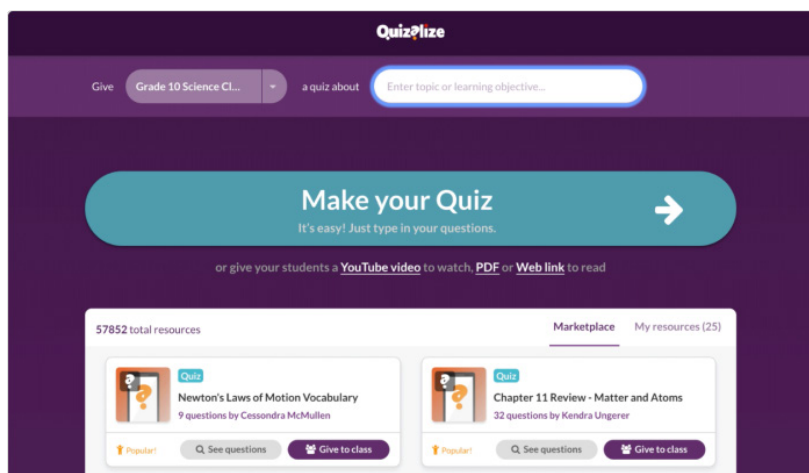 Quizalize
Give Grade 10 Science Cl... a quiz about Enter topic or learning objective...
Make your Quiz
It's easy! Just type in your questions.
or give your students a YouTube video to watch, PDF or Web link to read
57852 total resources Marketplace My resources (25)
Quiz Quiz
Newton's Laws of Motion Vocabulary Chapter 11 Review - Matter and Atoms
9 questions by Cessondra McMullen 32 questions by Kendra Ungerer
Popular! See questions Give to class Popular! See questions Give to class